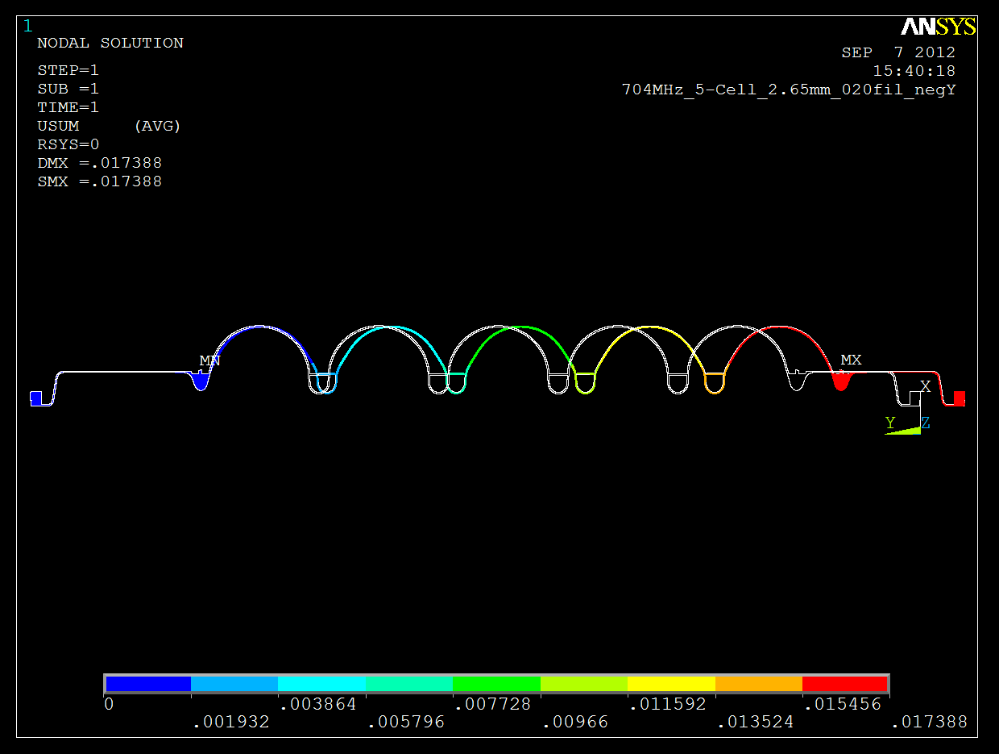 1
ANSYS
NODAL SOLUTION
SEP 7 2012
STEP=1
15:40:18
SUB =1
704MHz_5-Cell_2.65mm_020fil_negY
TIME=1
USUM (AVG)
RSYS=0
DMX =.017388
SMX =.017388
MN
MX
X
Y
Z
0
.001932
.003864
.005796
.007728
.00966
.011592
.013524
.015456
.017388